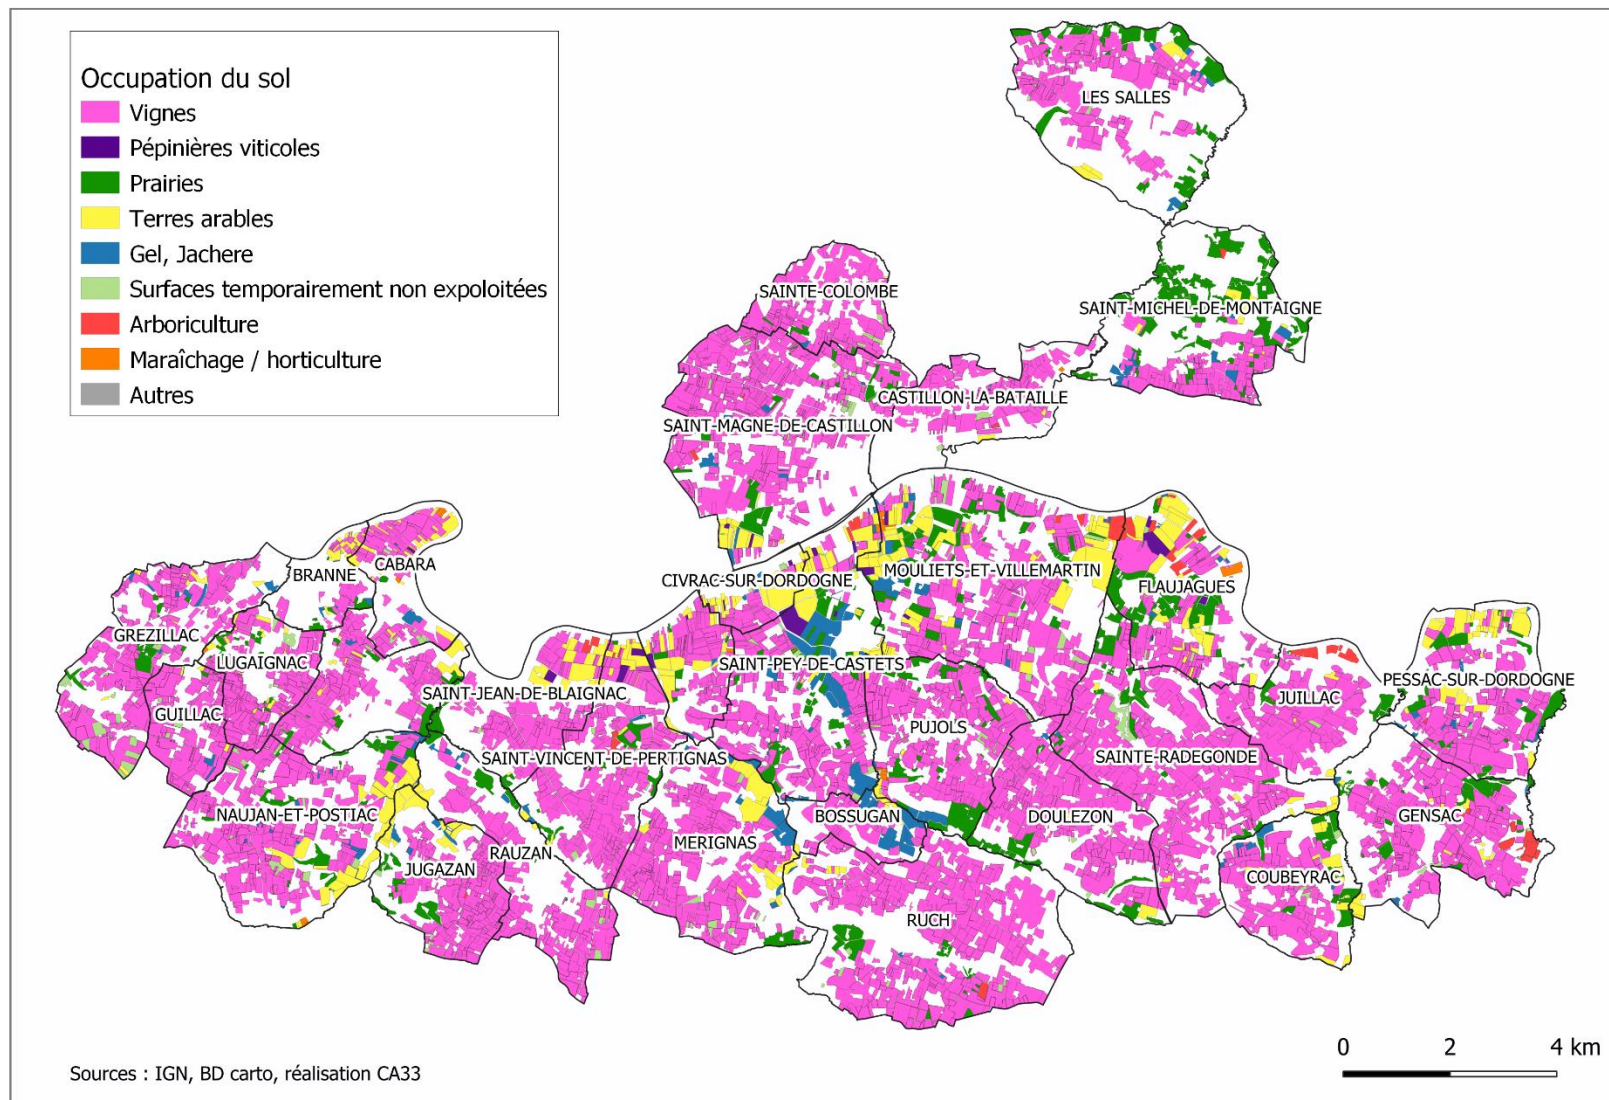 Occupation du sol
Vignes
Pépinières viticoles
Prairies
Terres arables
Gel, Jachere
Surfaces temporairement non expoloitées
Arboriculture
Maraîchage / horticulture
Autres
LES SALLES
SAINTE-COLOMBE
SAINT-MICHEL-DE-MONTAIGNE
CASTILLON-LA-BATAILLE
SAINT-MAGNE-DE-CASTILLON
BRANNE
CABARA
CIVRAC-SUR-DORDOGNE
MOULIETS-ET-VILLEMARTIN
FLAUJAGUES
GREZILLAC
LUGAIGNAC
SAINT-PEY-DE-CASTETS
SAINT-JEAN-DE-BLAIGNAC
PESSAC-SUR-DORDOGNE
JUILLAC
GUILLAC
PUJOLS
SAINT-VINCENT-DE-PERTIGNAS
SAINTE-RADEGONDE
NAUJAN-ET-POSTIAC
BOSSUGAN
DOULEZON
GENSAC
MERIGNAS
RAUZAN
JUGAZAN
COUBEYRAC
RUCH
0 2 4 km
Sources : IGN, BD carto, réalisation CA33